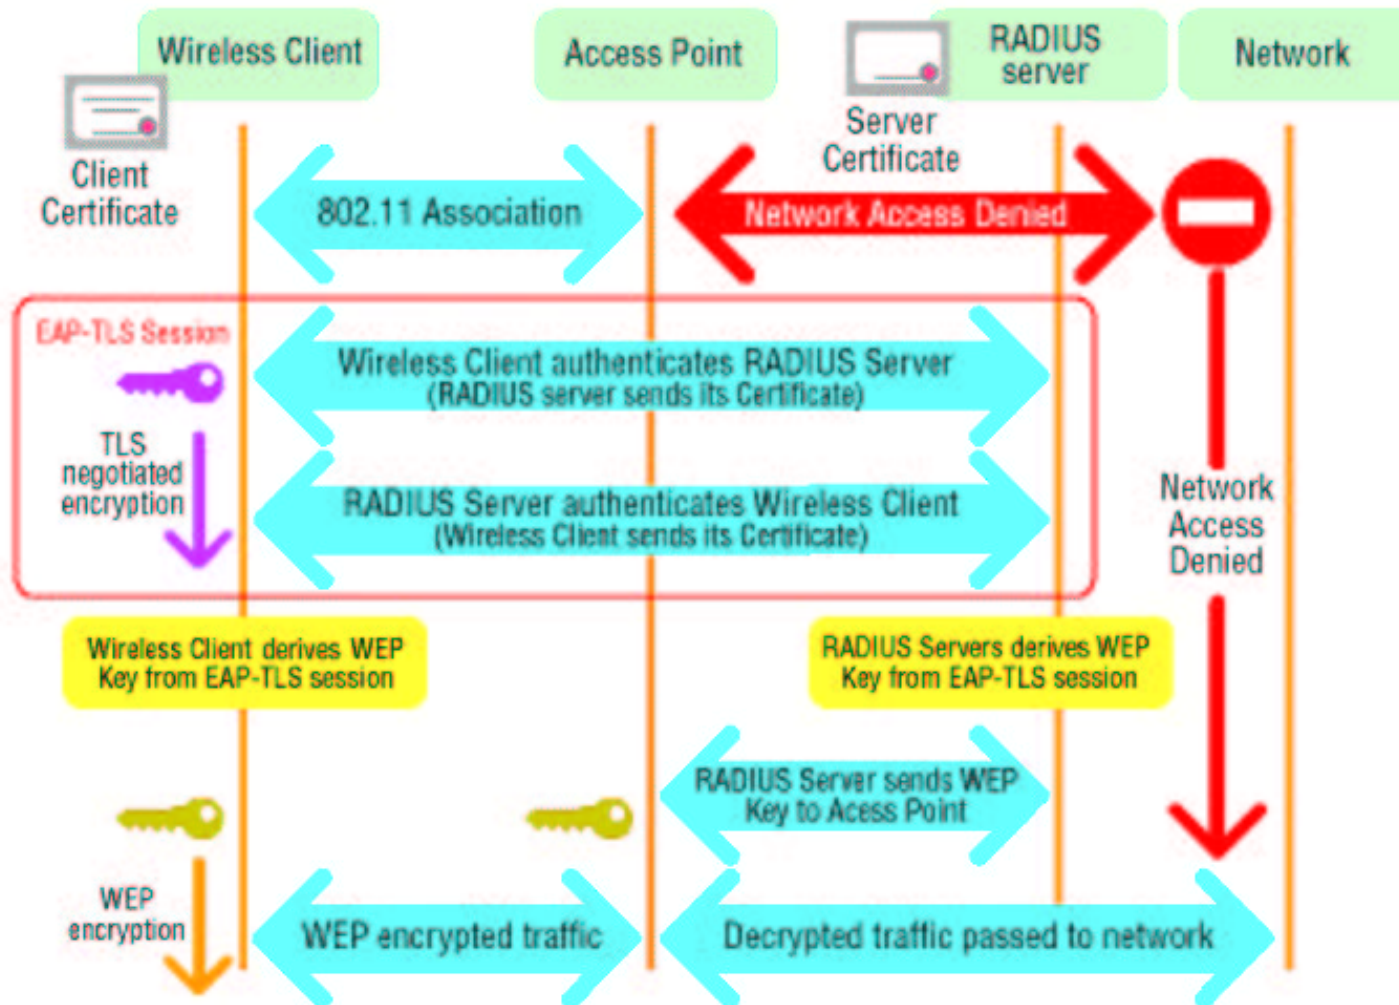 Wireless Client
Access Point
RADIUS
server
Network
Client
Certificate
Server
Certificate
802.11 Association
Network Access Denied
EAP-TLS Session
Wireless Client authenticates RADIUS Server
(RADIUS server sends its Certificate)
TLS
negotiated
encryption
RADIUS Server authenticates Wireless Client
(Wireless Client sends its Certificate)
Network
Access
Denied
Wireless Client derives WEP
Key from EAP-TLS session
RADIUS Servers derives WEP
Key from EAP-TLS session
RADIUS Server sends WEP
Key to Acess Point
WEP
encryption
WEP encrypted traffic
Decrypted traffic passed to network